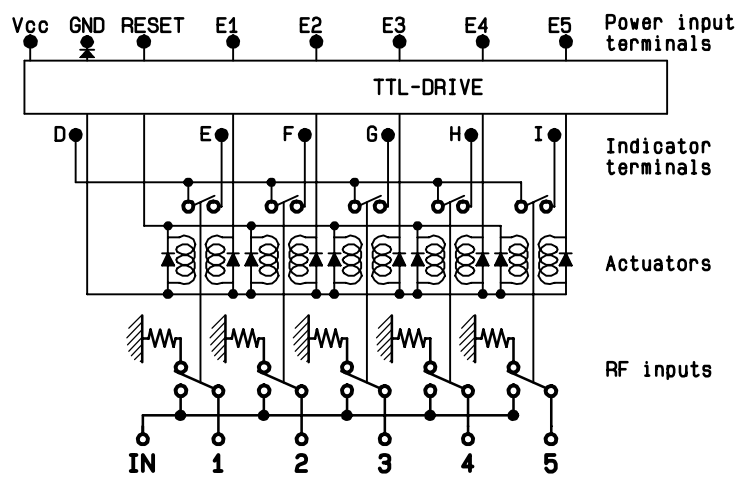 Vcc GND RESET E1 E2 E3 E4 E5 Power input
terminals
TTL-DRIVE
D E F G H I Indicator
terminals
Actuators
RF inputs
IN 1 2 3 4 5